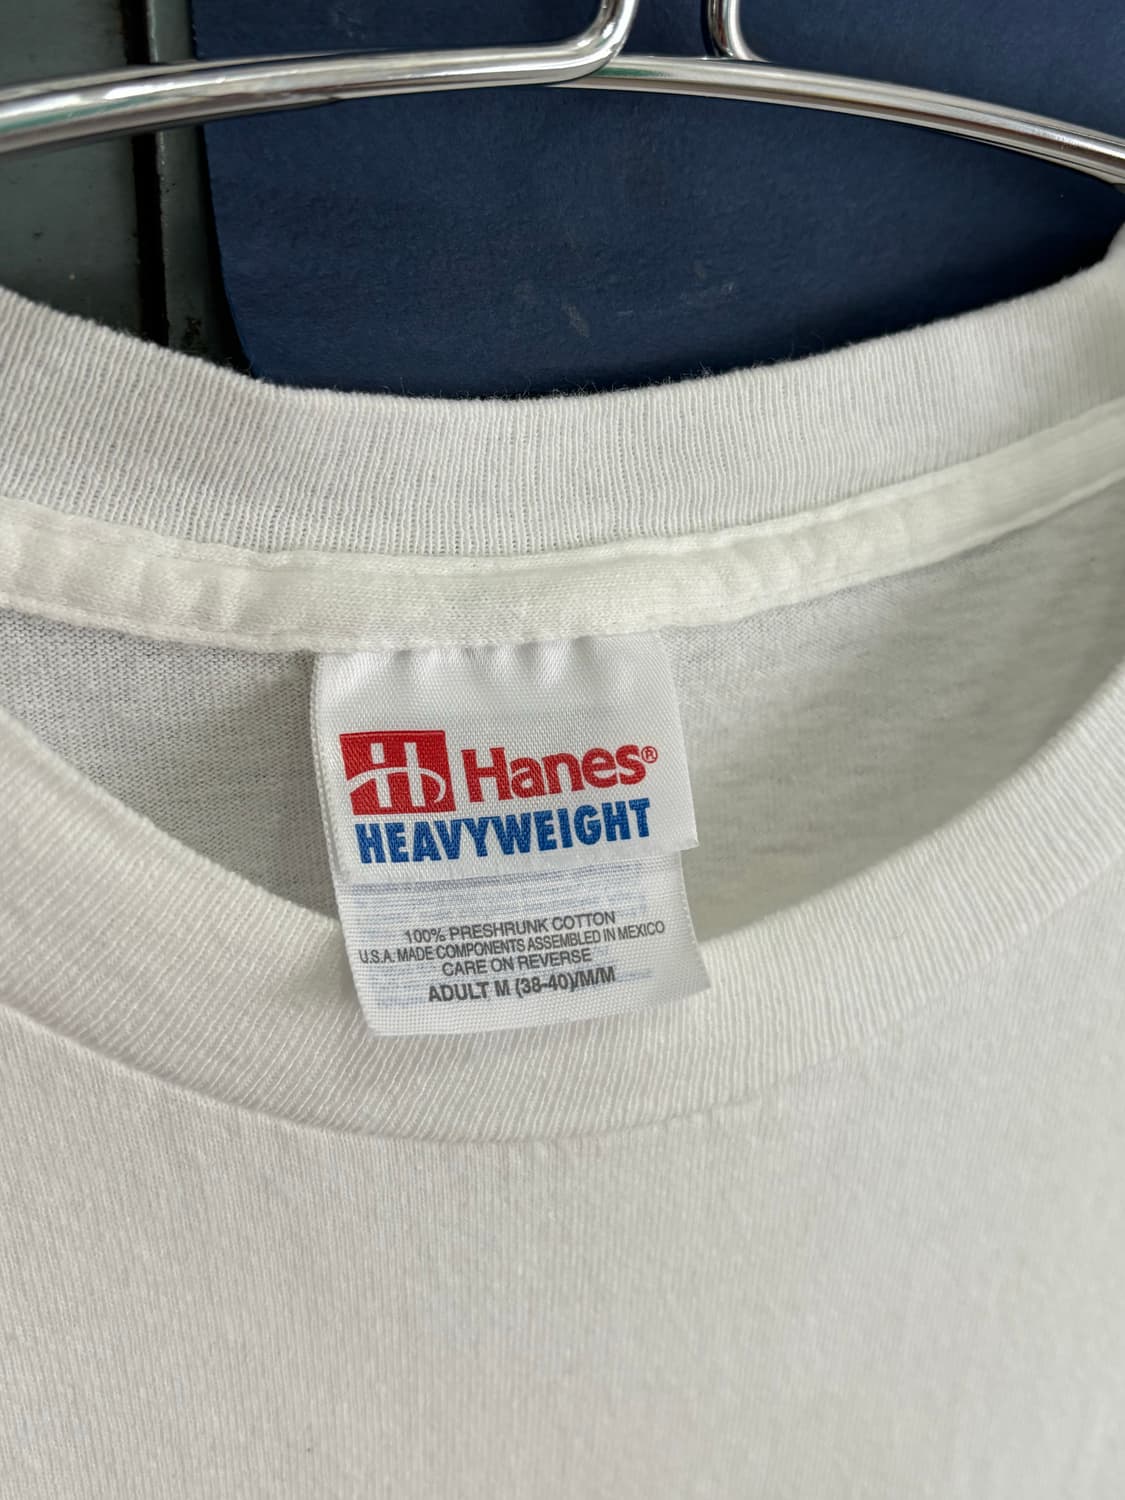 H Hanes®
HEAVYWEIGHT
100% PRESHRUNK COTTON
U.S.A. MADE COMPONENTS ASSEMBLED IN MEXICO
CARE ON REVERSE
ADULT M (38-40)/M/M